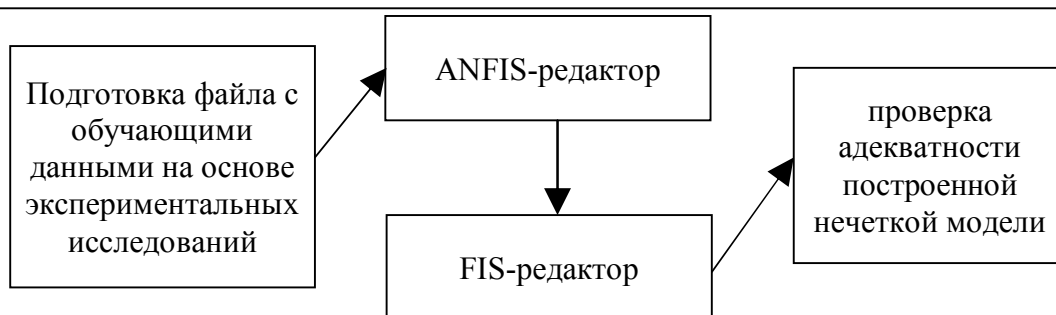 Подготовка файла с
обучающими
данными на основе
экспериментальных
исследований
ANFIS-редактор
FIS-редактор
проверка
адекватности
построенной
нечеткой модели